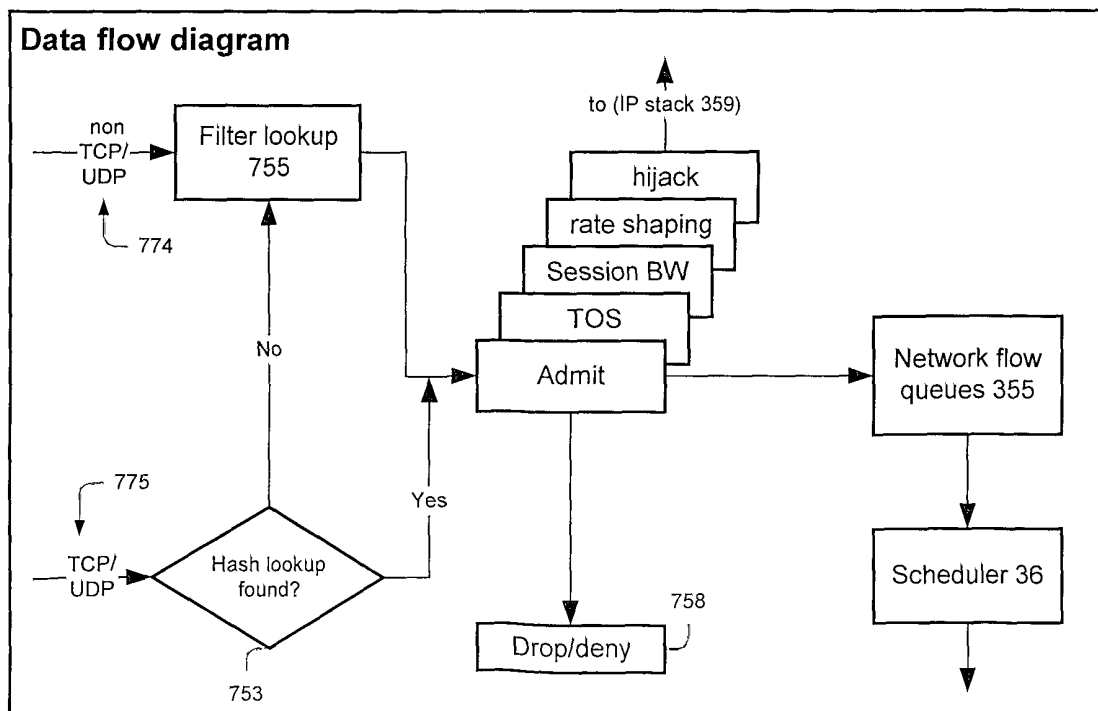 Data flow diagram
to (IP stack 359)
non
TCP/
UDP
Filter lookup
755
774
hijack
rate shaping
Session BW
TOS
Admit
No
Network flow
queues 355
775
Yes
TCP/
UDP
Hash lookup
found?
Scheduler 36
758
Drop/deny
753